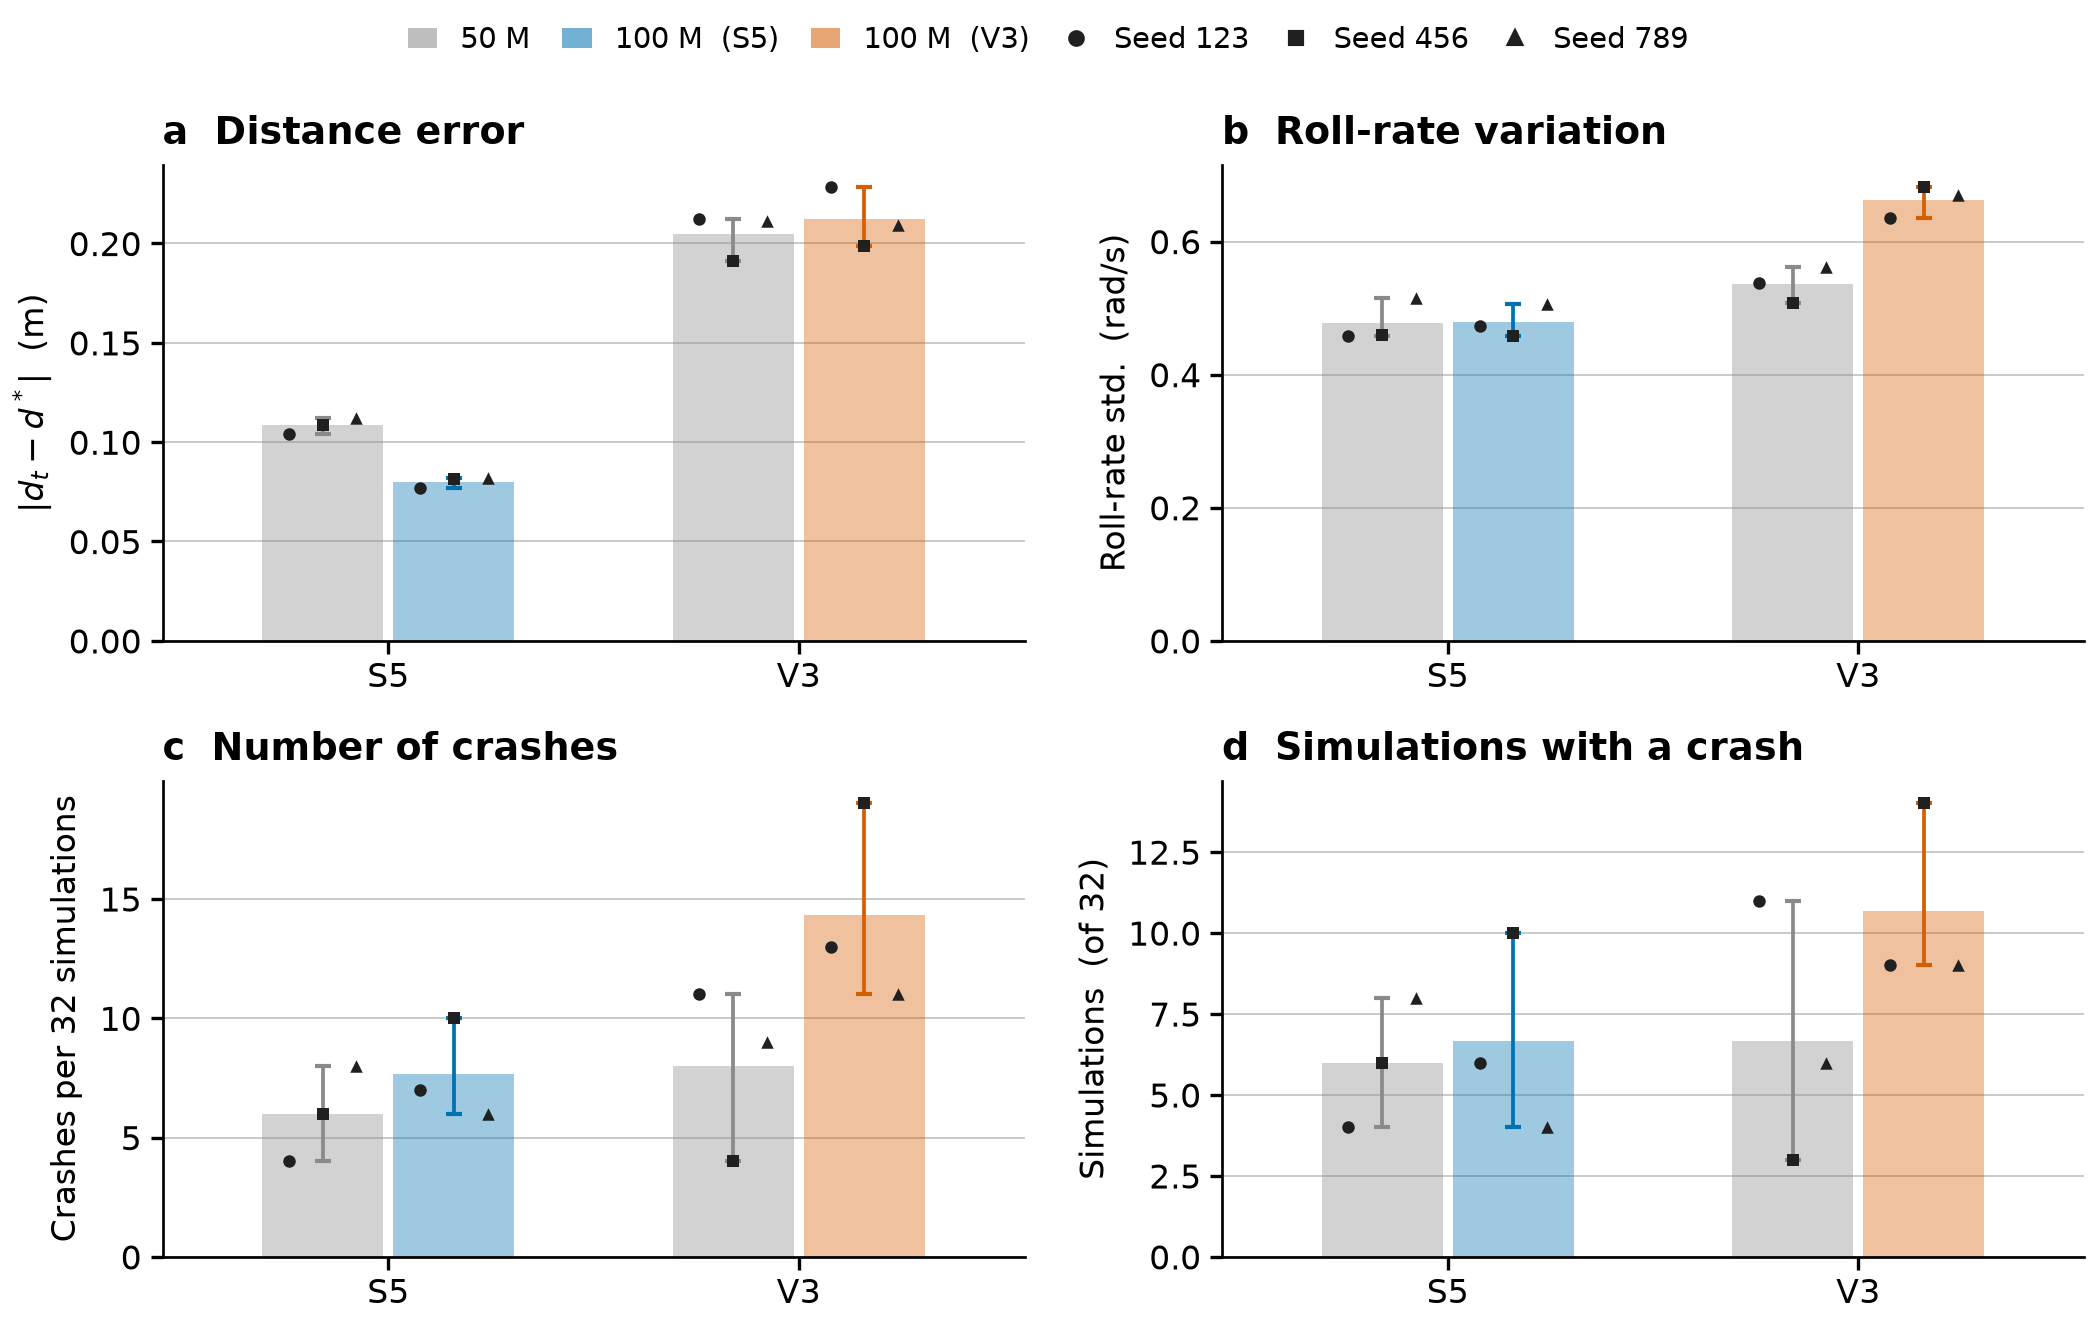 50 M 100 M (S5) 100 M (V3) Seed 123 Seed 456 Seed 789
a Distance error
|d_t − d^*| (m)
0.20
0.15
0.10
0.05
0.00
S5 V3
b Roll-rate variation
Roll-rate std. (rad/s)
0.6
0.4
0.2
0.0
S5 V3
c Number of crashes
Crashes per 32 simulations
15
10
5
0
S5 V3
d Simulations with a crash
Simulations (of 32)
12.5
10.0
7.5
5.0
2.5
0.0
S5 V3